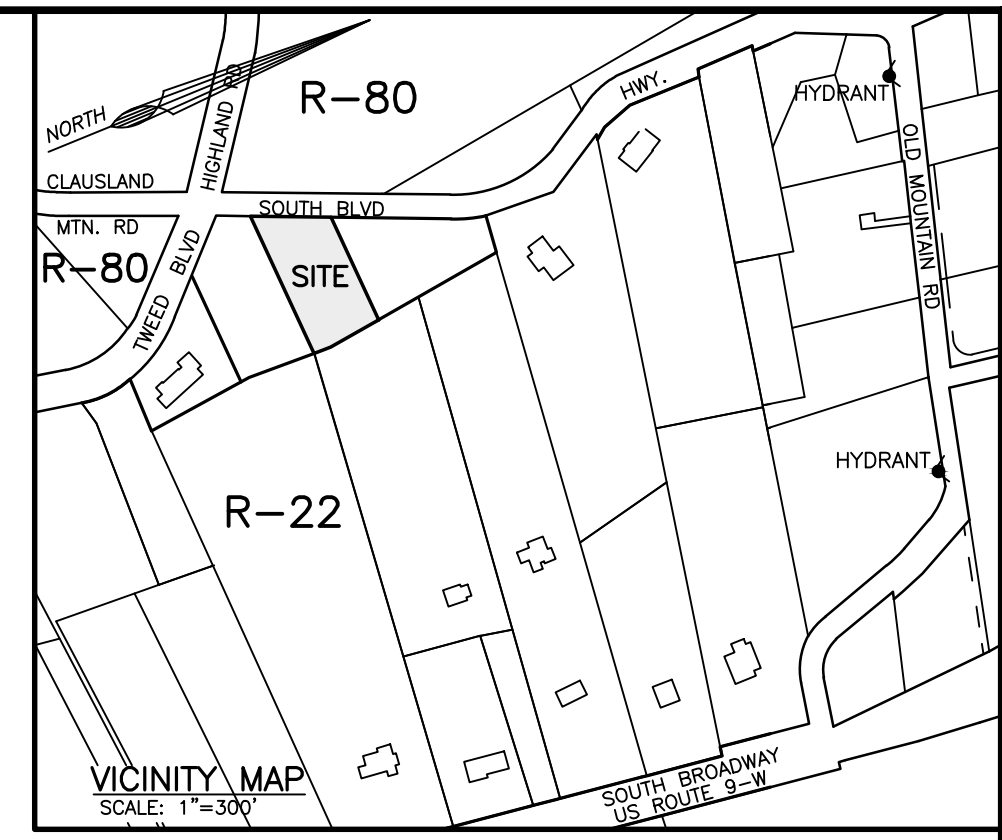 NORTH
HIGHLAND RD
R-80
HWY.
HYDRANT
OLD MOUNTAIN RD
CLAUSLAND
MTN. RD
SOUTH BLVD
R-80
TWEED BLVD
SITE
HYDRANT
R-22
VICINITY MAP
SCALE: 1"=300'
SOUTH BROADWAY
US ROUTE 9-W